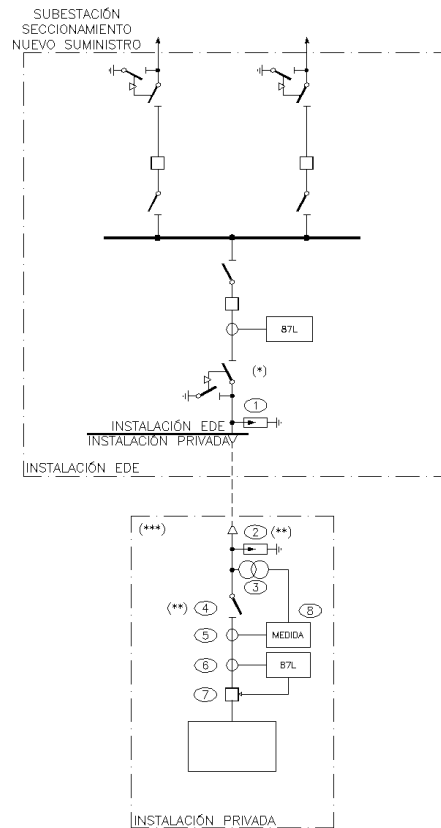 SUBESTACIÓN
SECCIONAMIENTO
NUEVO SUMINISTRO
87L
(*)
1
INSTALACIÓN EDE
INSTALACIÓN PRIVADA
INSTALACIÓN EDE
(***)
2 (**)
3
(**) 4
8
5
MEDIDA
6
87L
7
INSTALACIÓN PRIVADA